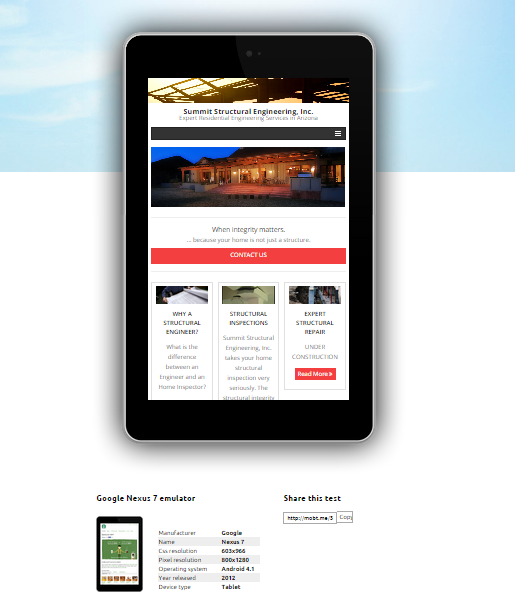 Summit Structural Engineering, Inc.
Expert Residential Engineering Services in Arizona
When integrity matters.
... because your home is not just a structure.
CONTACT US
WHY A
STRUCTURAL
ENGINEER?
What is the
difference
between an
Engineer and an
Home Inspector?
STRUCTURAL
INSPECTIONS
Summit Structural
Engineering, Inc.
takes your home
structural
inspection very
seriously. The
structural integrity
EXPERT
STRUCTURAL
REPAIR
UNDER
CONSTRUCTION
Read More »
Google Nexus 7 emulator
Manufacturer Google
Name Nexus 7
Css resolution 603x966
Pixel resolution 800x1280
Operating system Android 4.1
Year released 2012
Device type Tablet
Share this test
http://mobt.me/3 Copy